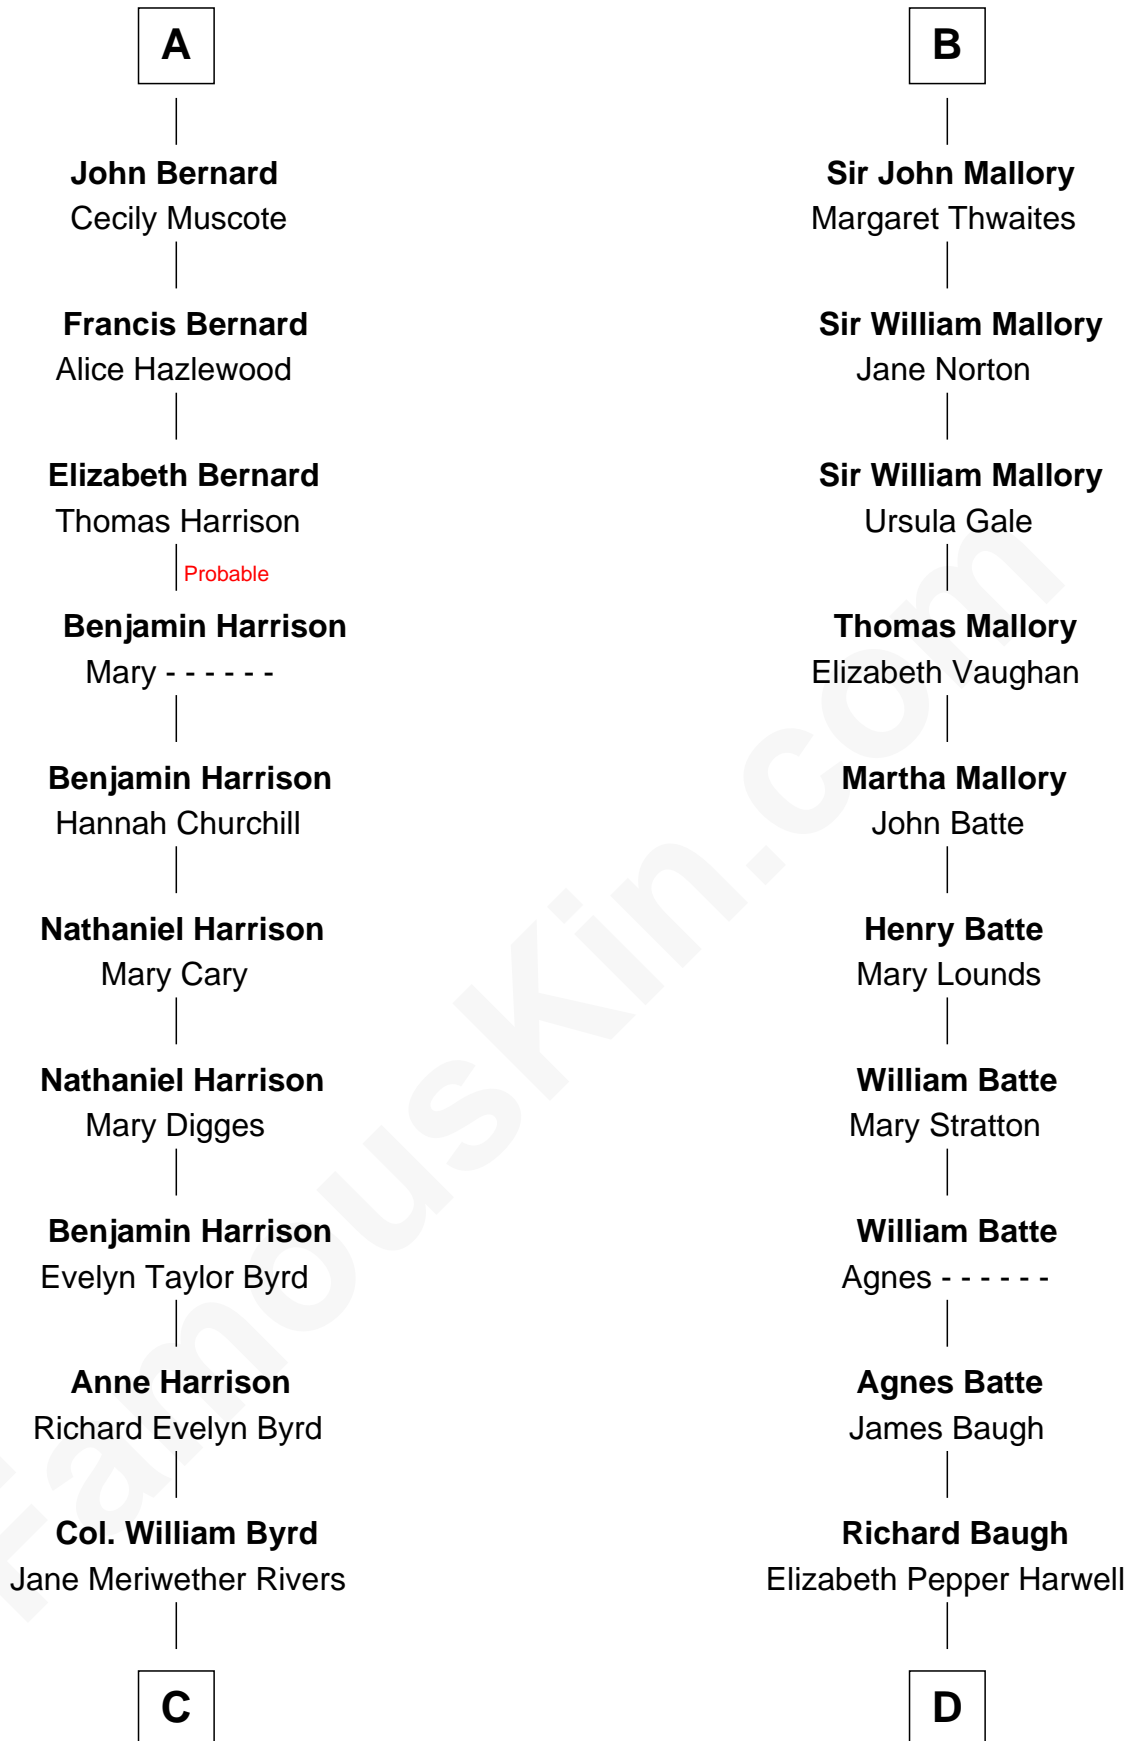 A
John Bernard
Cecily Muscote
Francis Bernard
Alice Hazlewood
Elizabeth Bernard
Thomas Harrison
Probable
Benjamin Harrison
Mary - - - - - -
Benjamin Harrison
Hannah Churchill
Nathaniel Harrison
Mary Cary
Nathaniel Harrison
Mary Digges
Benjamin Harrison
Evelyn Taylor Byrd
Anne Harrison
Richard Evelyn Byrd
Col. William Byrd
Jane Meriwether Rivers
C
B
Sir John Mallory
Margaret Thwaites
Sir William Mallory
Jane Norton
Sir William Mallory
Ursula Gale
Thomas Mallory
Elizabeth Vaughan
Martha Mallory
John Batte
Henry Batte
Mary Lounds
William Batte
Mary Stratton
William Batte
Agnes - - - - - -
Agnes Batte
James Baugh
Richard Baugh
Elizabeth Pepper Harwell
D
FamousKin.com